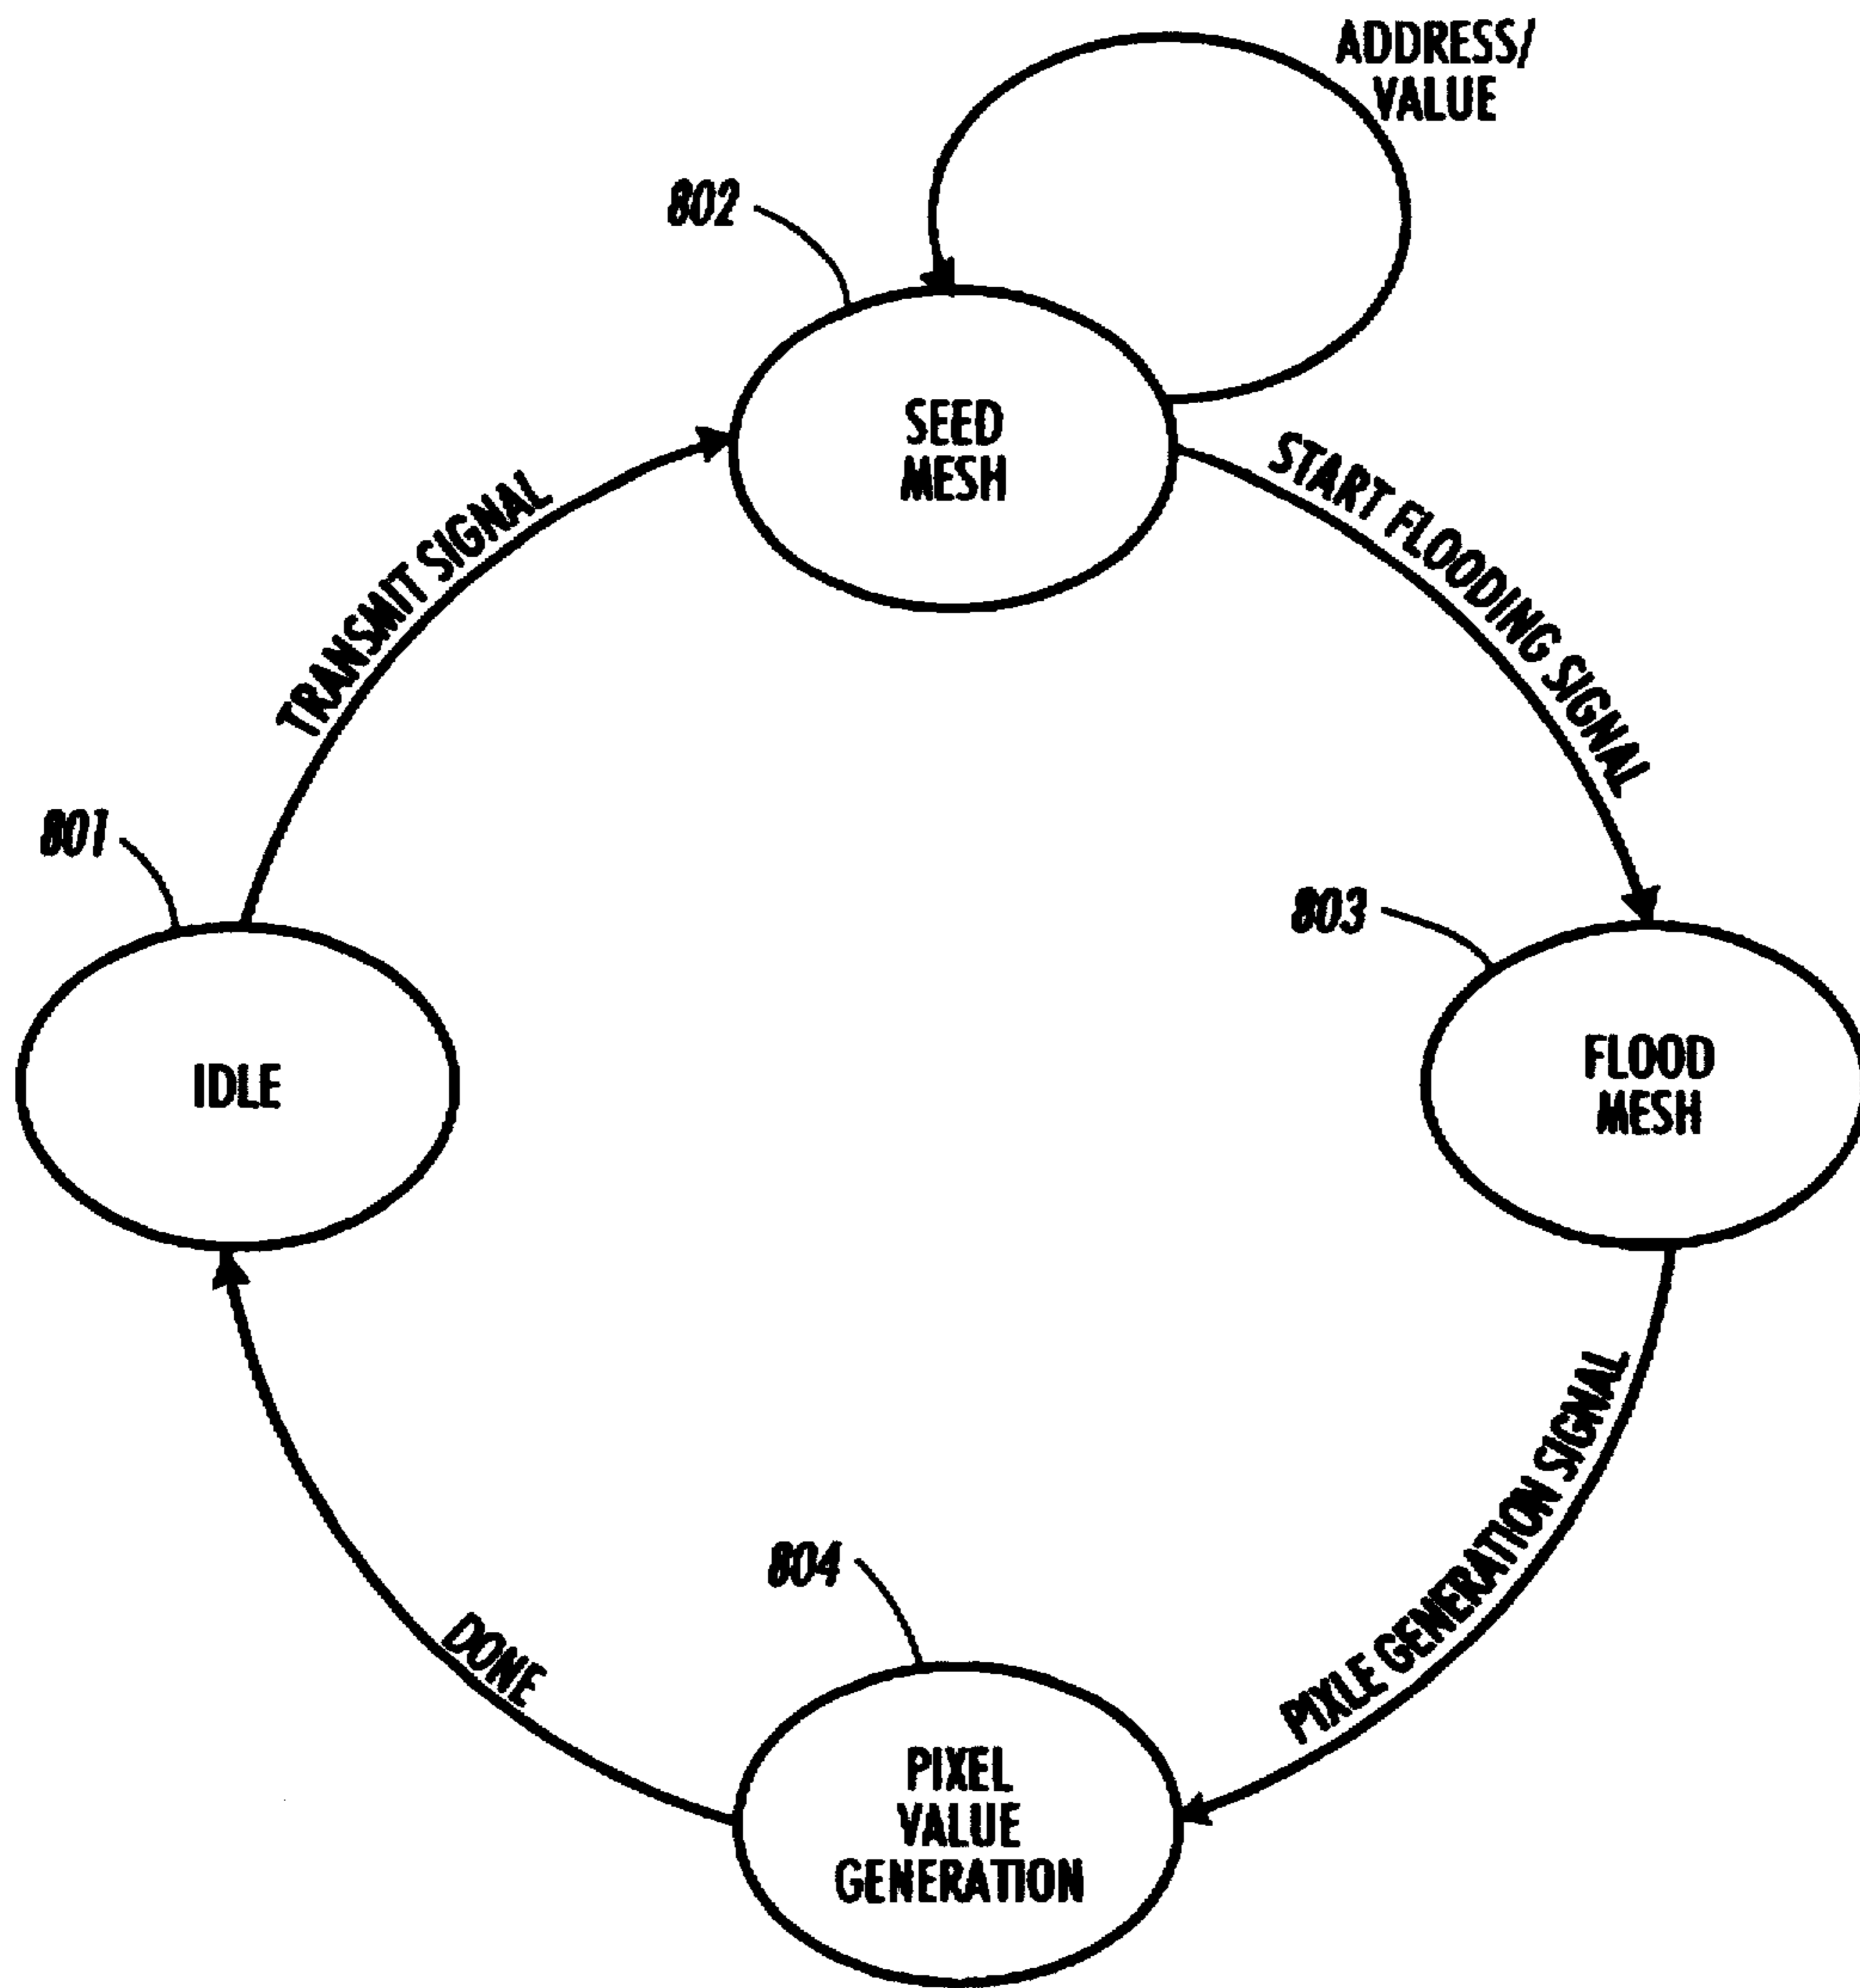 ADDRESS/
VALUE
802
SEED
MESH
TRANSMIT SIGNAL
START FLOODING SIGNAL
801
803
IDLE
FLOOD
MESH
804
DONE
PIXLE GENERATION SIGNAL
PIXEL
VALUE
GENERATION